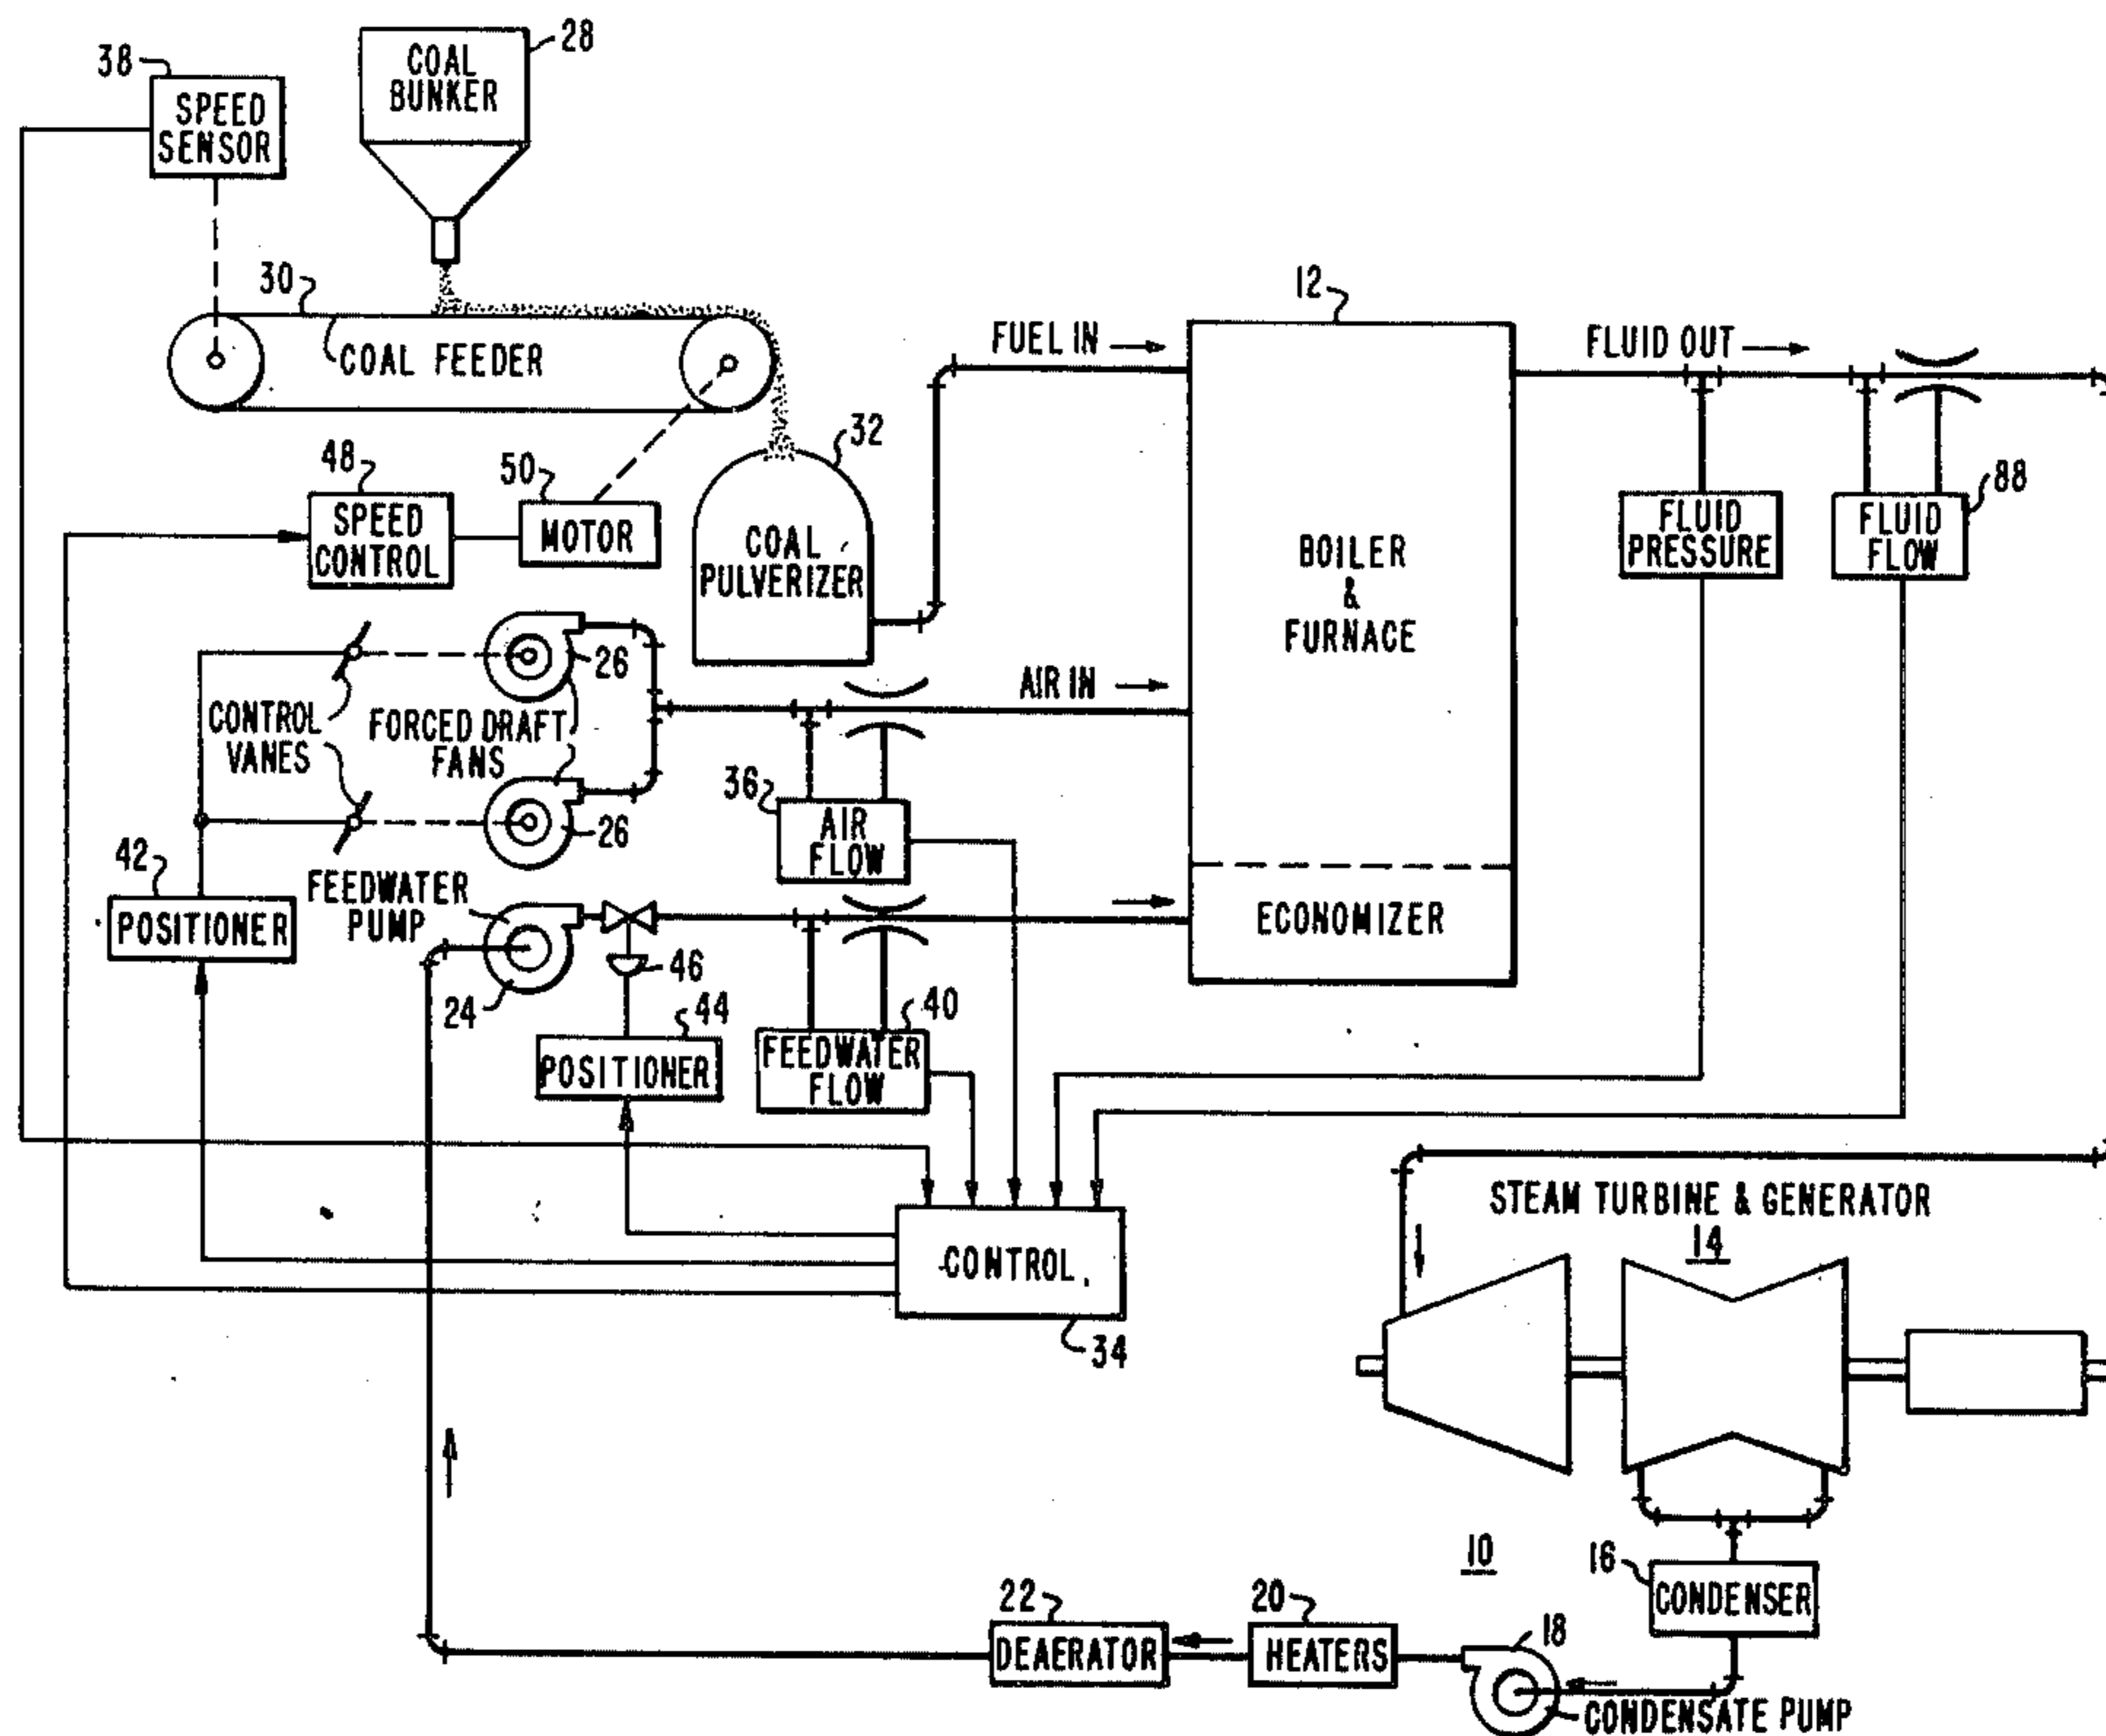 38
SPEED
SENSOR
COAL
BUNKER
28
30
COAL FEEDER
12
FUEL IN
FLUID OUT
32
48
SPEED
CONTROL
50
MOTOR
COAL
PULVERIZER
BOILER
&
FURNACE
FLUID
PRESSURE
88
FLUID
FLOW
26
AIR IN
CONTROL
VANES
FORCED DRAFT
FANS
26
36
AIR
FLOW
42
POSITIONER
FEEDWATER
PUMP
24
46
ECONOMIZER
44
POSITIONER
40
FEEDWATER
FLOW
CONTROL
34
STEAM TURBINE & GENERATOR
14
10
16
CONDENSER
22
DEAERATOR
20
HEATERS
18
CONDENSATE PUMP